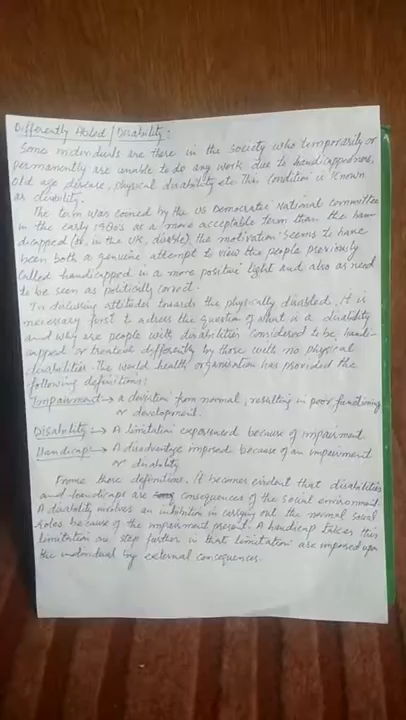 Differently Abled / Disability:
Some individuals are there in the society who temporarily or
permanently are unable to do any work due to handicappedness,
old age disease, physical disability etc. This condition is known
as disability.
The term was coined by the US Democratic National committee
in the early 1980s as a more acceptable term than the han-
dicapped (or, in the UK, disable), the motivation seems to have
been both a genuine attempt to view the people previously
called handicapped in a more positive light and also as need
to be seen as politically correct.
In discussing attitudes towards the physically disabled, it is
necessary first to adress the question of what is a disability
and why are people with disabilities considered to be handi-
capped or treated differently by those with no physical
disabilities. The world health organisation has provided the
following definitions:
Impairment → a deviation from normal, resulting in poor functioning
or development.
Disability: → A limitation experienced because of impairment.
Handicap: → A disadvantage imposed because of an impairment
or disability
From these definitions, it becomes evident that disabilities
and handicaps are consequences of the social environment.
A disability involves an inhibition in carrying out the normal social
roles because of the impairment present. A handicap takes this
limitation one step further in that limitation are imposed upon
the individual by external consequences.